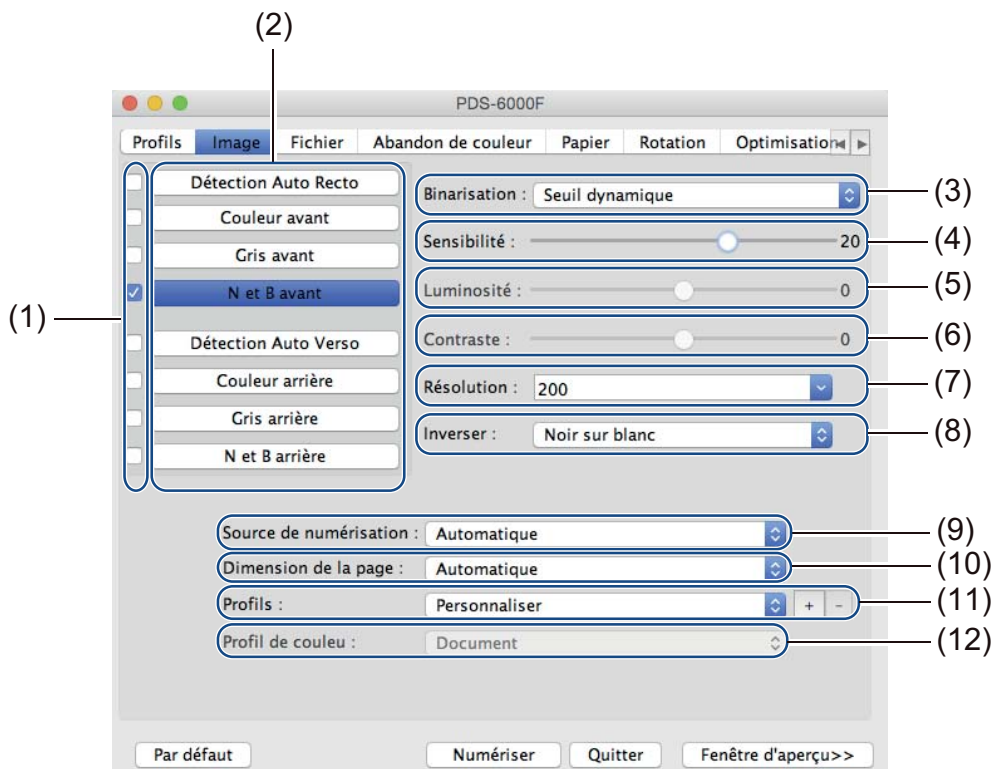 (2)
PDS-6000F
Profils Image Fichier Abandon de couleur Papier Rotation Optimisation
Détection Auto Recto
Couleur avant
Gris avant
N et B avant
Détection Auto Verso
Couleur arrière
Gris arrière
N et B arrière
(1)
Binarisation : Seuil dynamique (3)
Sensibilité : 20 (4)
Luminosité : 0 (5)
Contraste : 0 (6)
Résolution : 200 (7)
Inverser : Noir sur blanc (8)
Source de numérisation : Automatique (9)
Dimension de la page : Automatique (10)
Profils : Personnaliser + - (11)
Profil de couleu : Document (12)
Par défaut Numériser Quitter Fenêtre d'aperçu>>